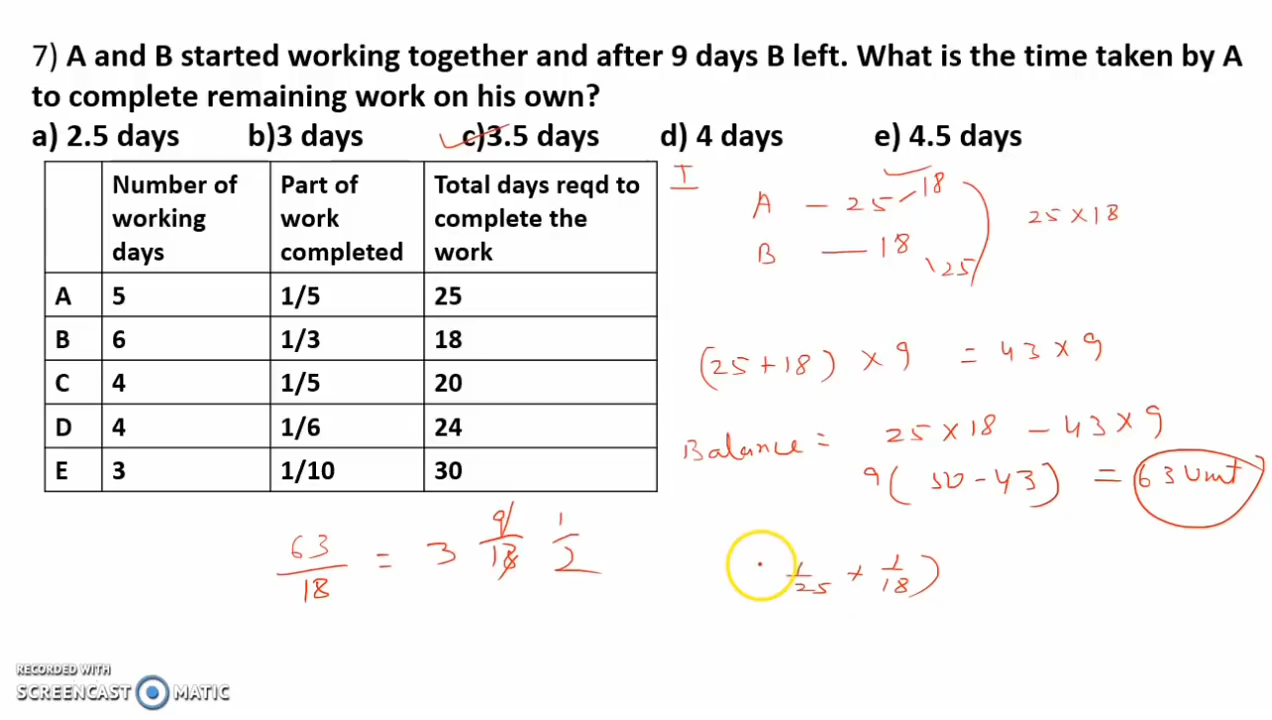 7) A and B started working together and after 9 days B left. What is the time taken by A
to complete remaining work on his own?
a) 2.5 days b)3 days c)3.5 days d) 4 days e) 4.5 days
Number of working days Part of work completed Total days reqd to complete the work
A 5 1/5 25
B 6 1/3 18
C 4 1/5 20
D 4 1/6 24
E 3 1/10 30
I
A – 25 18
B — 18 25
25 × 18
(25 + 18) × 9 = 43 × 9
Balance = 25 × 18 – 43 × 9
9( 50 - 43) = 63 Unit
63/18 = 3 9/18 1/2
1/25 + 1/18)
RECORDED WITH
SCREENCAST MATIC